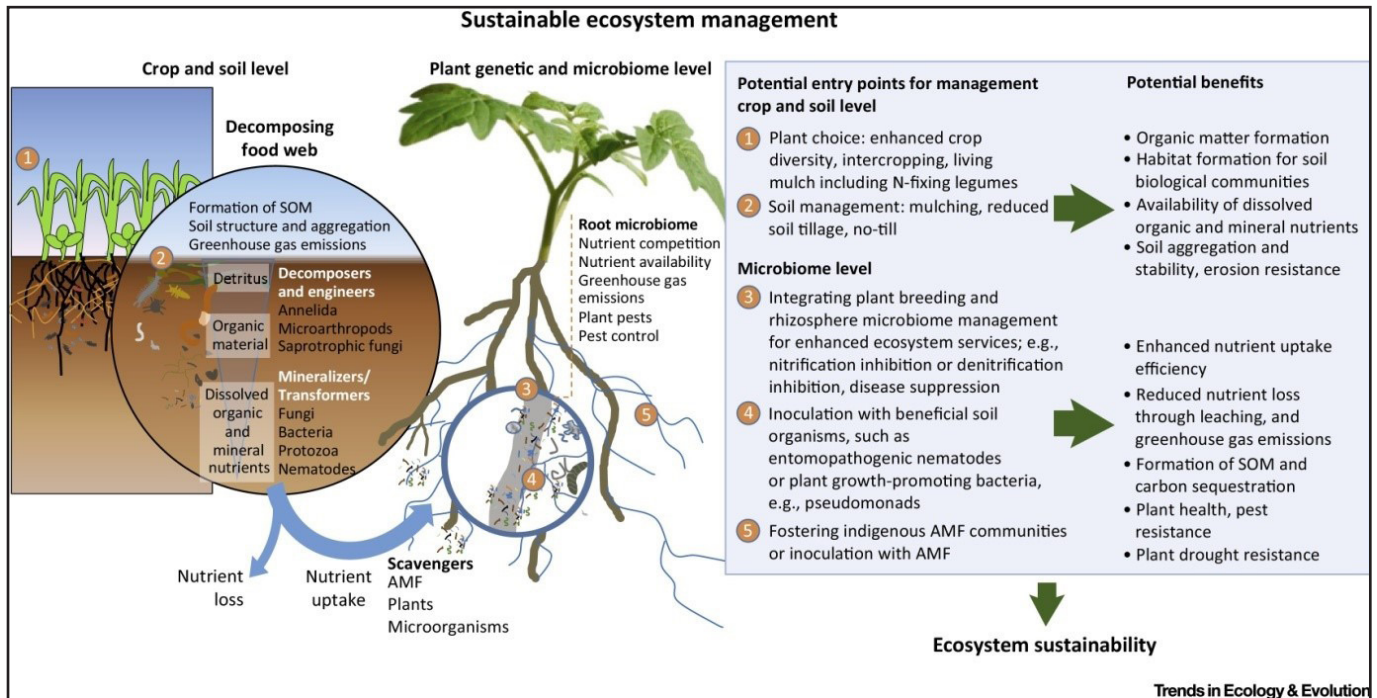 Sustainable ecosystem management
Crop and soil level
Plant genetic and microbiome level
1
Decomposing
food web
Formation of SOM
Soil structure and aggregation
Greenhouse gas emissions
2
Detritus
Organic
material
Dissolved
organic
and
mineral
nutrients
Decomposers
and engineers
Annelida
Microarthropods
Saprotrophic fungi
Mineralizers/
Transformers
Fungi
Bacteria
Protozoa
Nematodes
Nutrient
loss
Nutrient
uptake
Scavengers
AMF
Plants
Microorganisms
Root microbiome
Nutrient competition
Nutrient availability
Greenhouse gas
emissions
Plant pests
Pest control
3
4
5
Potential entry points for management
crop and soil level
1 Plant choice: enhanced crop
diversity, intercropping, living
mulch including N-fixing legumes
2 Soil management: mulching, reduced
soil tillage, no-till
Microbiome level
3 Integrating plant breeding and
rhizosphere microbiome management
for enhanced ecosystem services; e.g.,
nitrification inhibition or denitrification
inhibition, disease suppression
4 Inoculation with beneficial soil
organisms, such as
entomopathogenic nematodes
or plant growth-promoting bacteria,
e.g., pseudomonads
5 Fostering indigenous AMF communities
or inoculation with AMF
Potential benefits
• Organic matter formation
• Habitat formation for soil
biological communities
• Availability of dissolved
organic and mineral nutrients
• Soil aggregation and
stability, erosion resistance
• Enhanced nutrient uptake
efficiency
• Reduced nutrient loss
through leaching, and
greenhouse gas emissions
• Formation of SOM and
carbon sequestration
• Plant health, pest
resistance
• Plant drought resistance
Ecosystem sustainability
Trends in Ecology & Evolution